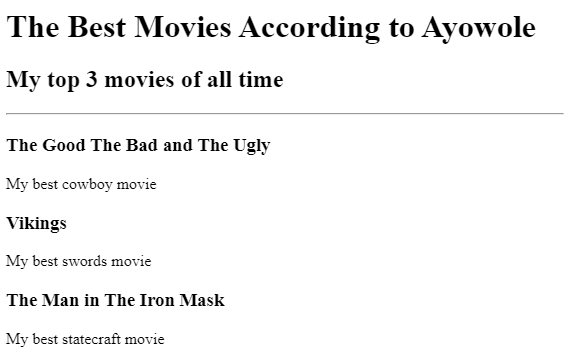 The Best Movies According to Ayowole
My top 3 movies of all time
The Good The Bad and The Ugly
My best cowboy movie
Vikings
My best swords movie
The Man in The Iron Mask
My best statecraft movie